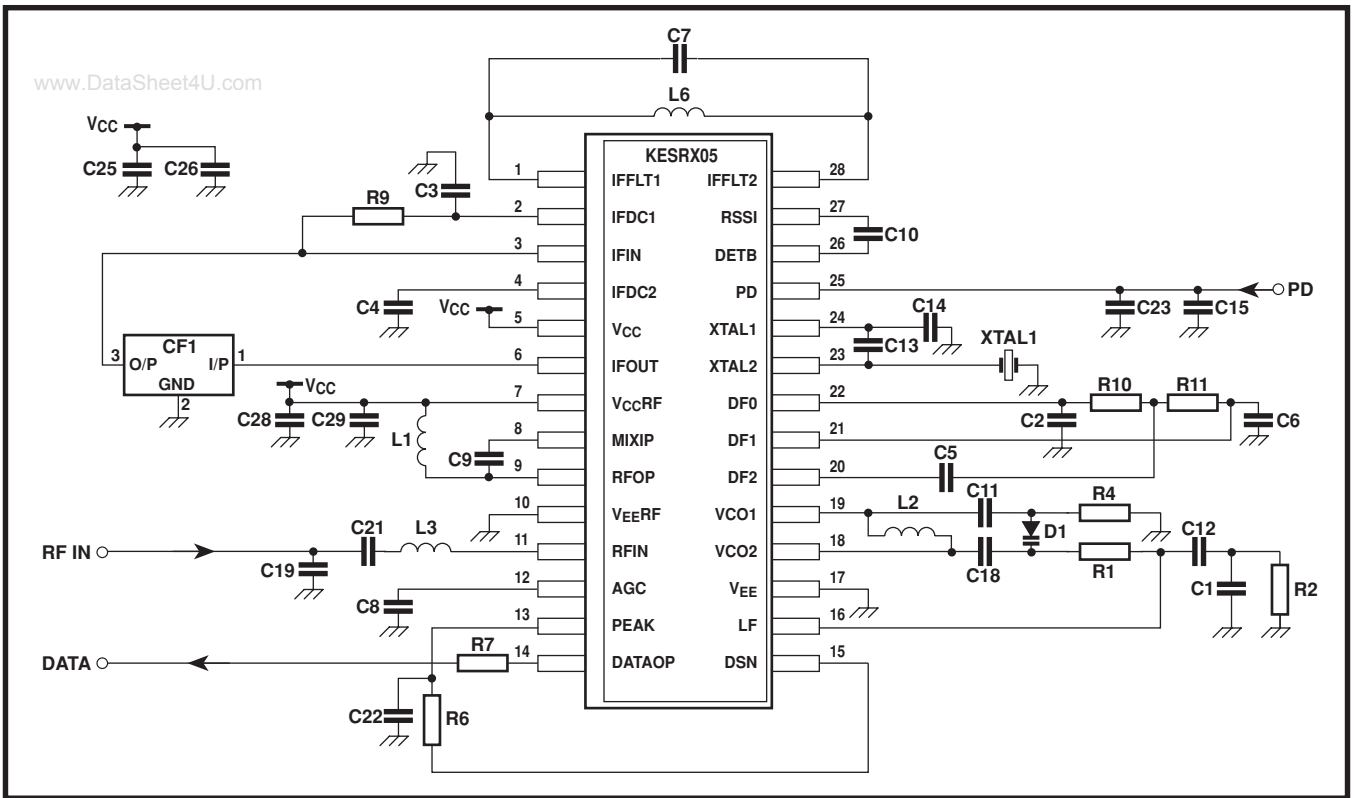 www.DataSheet4U.com
C7
L6
VCC
C25
C26
KESRX05
C3
R9
1
IFFLT1
IFFLT2
28
2
IFDC1
RSSI
27
C10
3
IFIN
DETB
26
4
IFDC2
PD
25
PD
C4
C23
C15
VCC
5
VCC
XTAL1
24
C14
C13
XTAL1
CF1
3
O/P
I/P
1
GND
2
6
IFOUT
XTAL2
23
VCC
C28
C29
7
VCCRF
DF0
22
R10
R11
C2
C6
L1
8
MIXIP
DF1
21
C9
9
RFOP
DF2
20
C5
10
VEERF
VCO1
19
L2
C11
R4
D1
RF IN
C21
L3
11
RFIN
VCO2
18
C18
R1
C12
C19
C1
R2
12
AGC
VEE
17
C8
13
PEAK
LF
16
DATA
R7
14
DATAOP
DSN
15
C22
R6